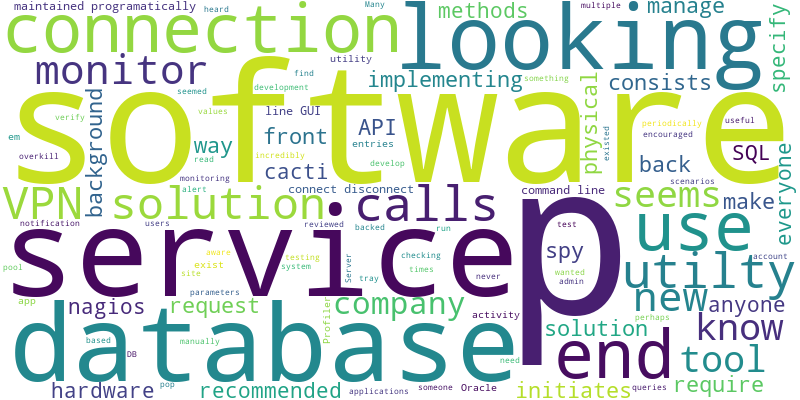 maintained programatically
heard
Many
methods
multiple
manage
specify
connection
looking
seemed
utility
find
something
monitor
development
implementing
consists
physical
software
background
verify
values
line GUI
API
periodically
useful
em
way
front
entries
encouraged
SQL
overkill
read
incredibly
develop
existed
back
scenarios
everyone
monitoring
alert
cacti
connect disconnect
command line
seems
make
VPN
solution
calls
notification
users
reviewed
backed
run
never
p
test
use
account
service
aware
exist
site
testing
system
checking
times
spy
wanted
admin
utilty
pool
app
parameters
tray
Server
new
anyone
nagios
request
company
activity
solution
perhaps
know
database
based
manually
Profiler
DB
need
end
tool
hardware
pop
recommended
applications
someone
Oracle
initiates
queries
require